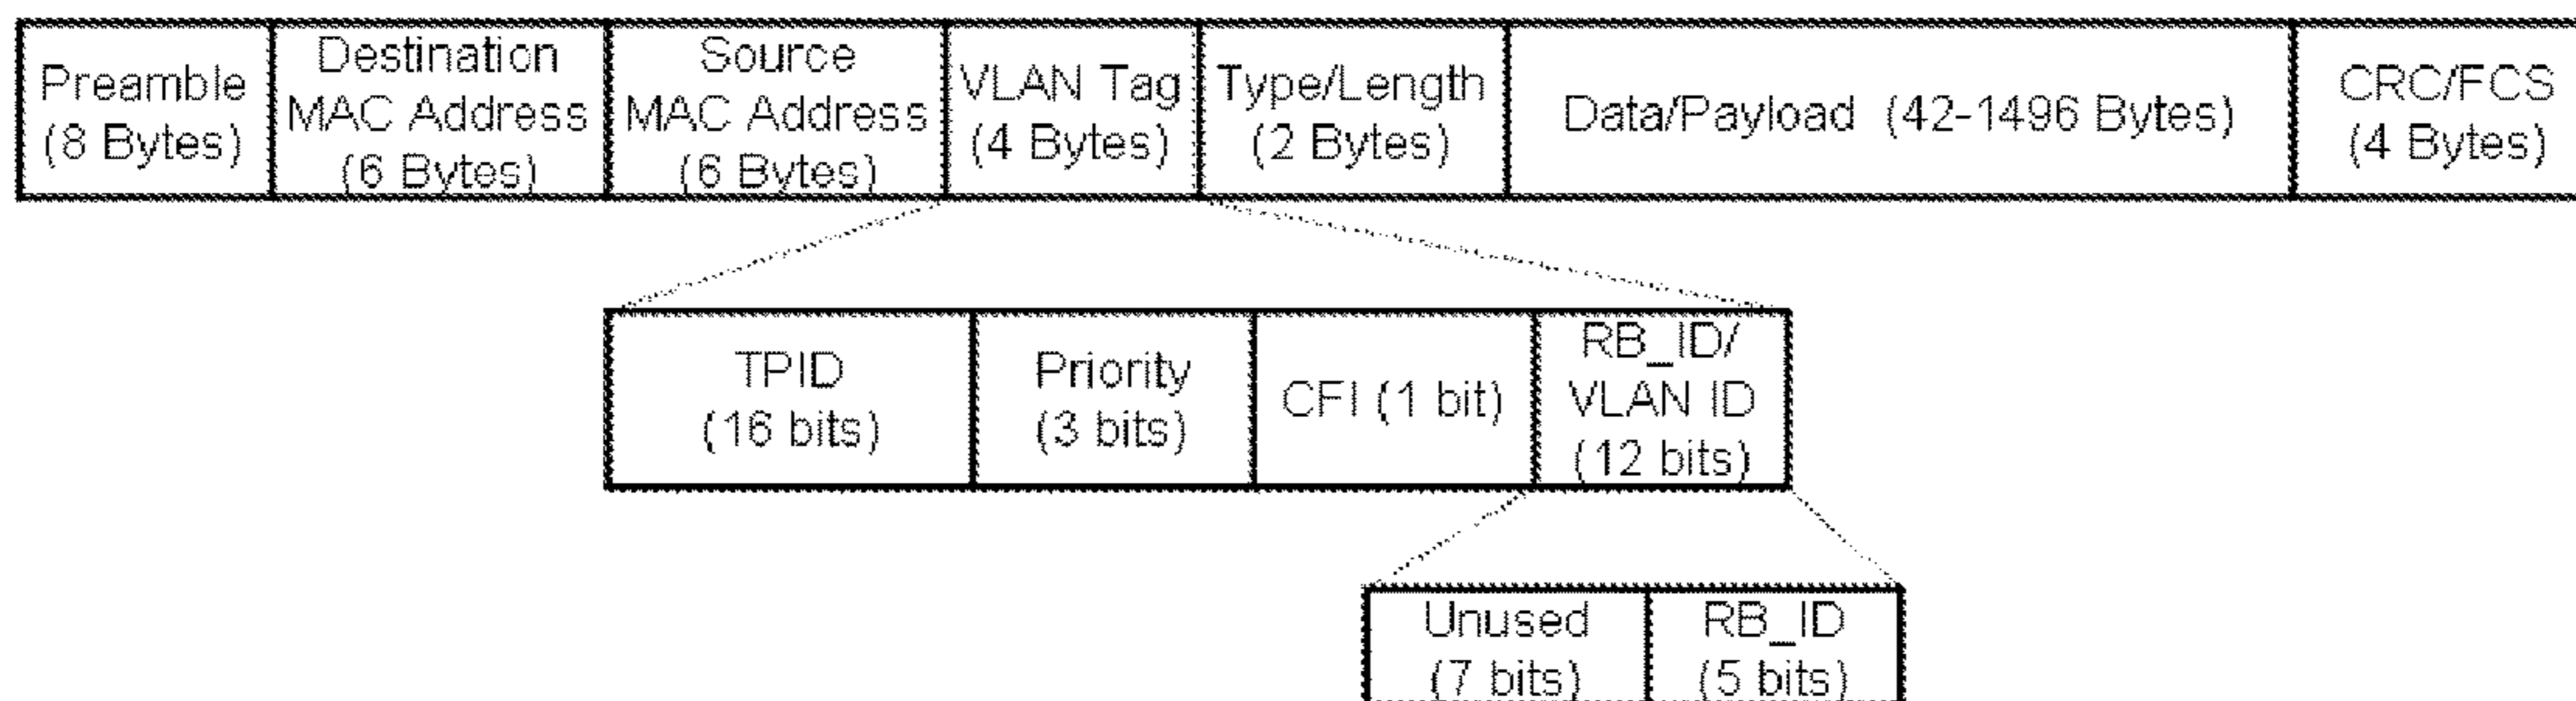 Preamble
(8 Bytes)
Destination
MAC Address
(6 Bytes)
Source
MAC Address
(6 Bytes)
VLAN Tag
(4 Bytes)
Type/Length
(2 Bytes)
Data/Payload (42-1496 Bytes)
CRC/FCS
(4 Bytes)
TPID
(16 bits)
Priority
(3 bits)
CFI (1 bit)
RB_ID/
VLAN ID
(12 bits)
Unused
(7 bits)
RB_ID
(5 bits)